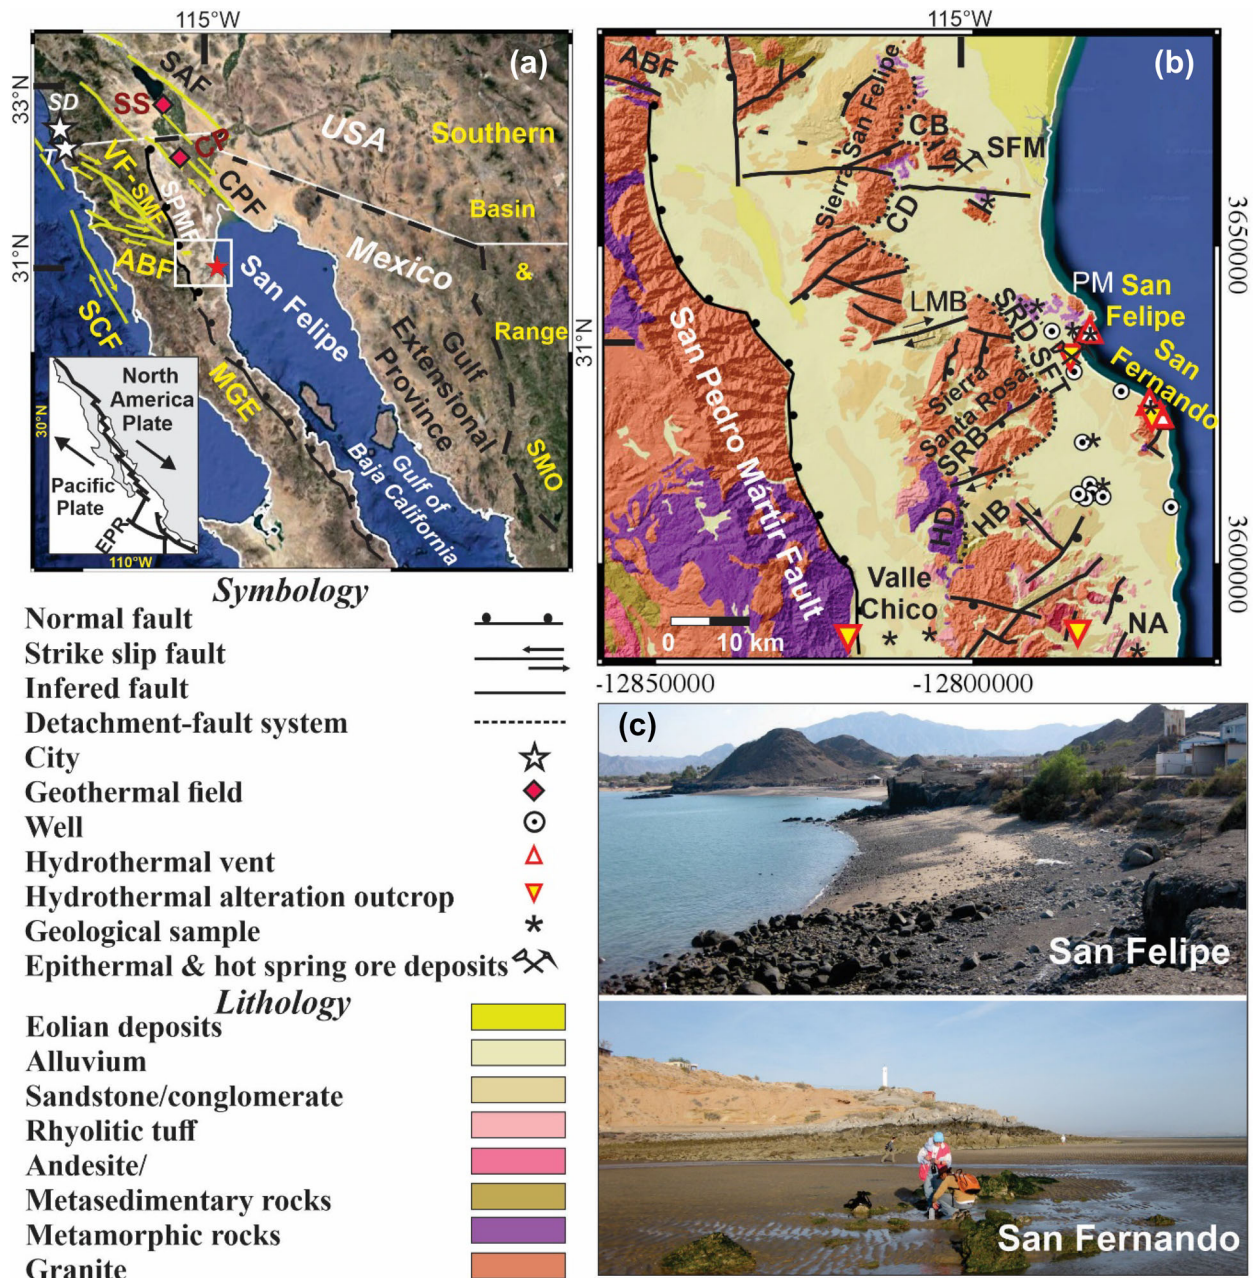 115°W
115°W
(a)
33°N
31°N
SAF
SS
SD
T
CP
USA
Southern
Basin
&
Range
VF-SMF
SPMF
CPF
ABF
SCF
San Felipe
Mexico
Gulf
Extensional
Province
MGE
SMO
Gulf of
Baja California
North
America
Plate
Pacific
Plate
EPR
30°N
110°W
(b)
ABF
Sierra San Felipe
CB
SFM
CD
LMB
PM
San
Felipe
San
Fernando
SRD
SFT
Sierra
Santa Rosa
SRB
HD
HB
San Pedro Mártir Fault
Valle
Chico
NA
0 10 km
31°N
3650000
3600000
-12850000
-12800000
Symbology
Normal fault
Strike slip fault
Infered fault
Detachment-fault system
City
Geothermal field
Well
Hydrothermal vent
Hydrothermal alteration outcrop
Geological sample
Epithermal & hot spring ore deposits
Lithology
Eolian deposits
Alluvium
Sandstone/conglomerate
Rhyolitic tuff
Andesite/
Metasedimentary rocks
Metamorphic rocks
Granite
(c)
San Felipe
San Fernando